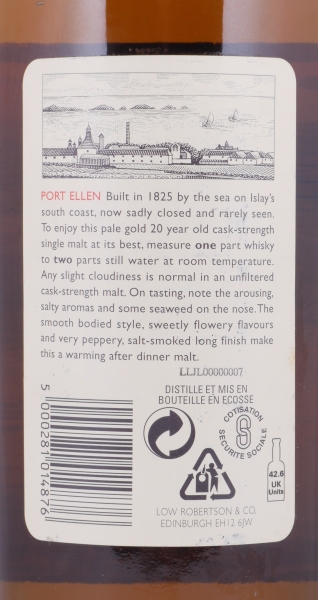 PORT ELLEN Built in 1825 by the sea on Islay's
south coast, now sadly closed and rarely seen.
To enjoy this pale gold 20 year old cask-strength
single malt at its best, measure one part whisky
to two parts still water at room temperature.
Any slight cloudiness is normal in an unfiltered
cask-strength malt. On tasting, note the arousing,
salty aromas and some seaweed on the nose. The
smooth bodied style, sweetly flowery flavours
and very peppery, salt-smoked long finish make
this a warming after dinner malt.
LLJL00000007
DISTILLE ET MIS EN
BOUTEILLE EN ECOSSE
COTISATION
SECURITE SOCIALE
42.6
UK
Units
5 000281 014876
LOW ROBERTSON & CO.
EDINBURGH EH12 6JW